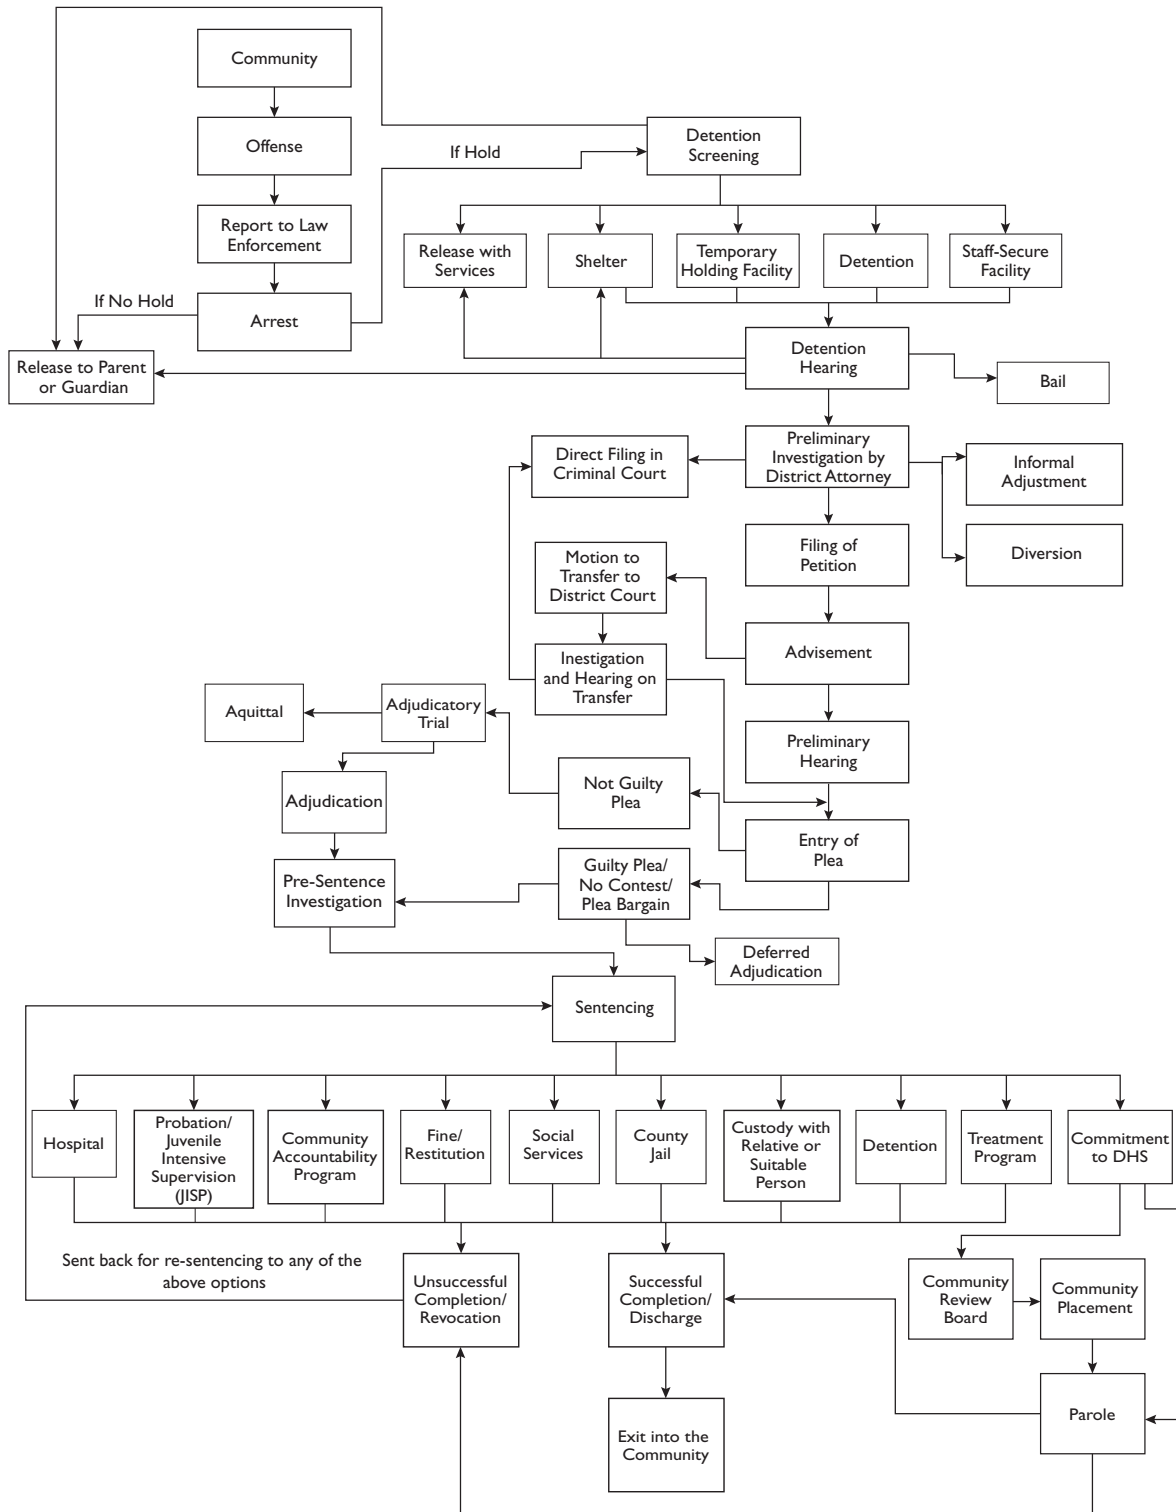 Community
Offense
Report to Law
Enforcement
If No Hold
Arrest
If Hold
Release to Parent
or Guardian
Detention
Screening
Release with
Services
Shelter
Temporary
Holding Facility
Detention
Staff-Secure
Facility
Detention
Hearing
Bail
Direct Filing in
Criminal Court
Preliminary
Investigation by
District Attorney
Informal
Adjustment
Diversion
Filing of
Petition
Motion to
Transfer to
District Court
Advisement
Inestigation
and Hearing on
Transfer
Aquittal
Adjudicatory
Trial
Preliminary
Hearing
Adjudication
Not Guilty
Plea
Entry of
Plea
Pre-Sentence
Investigation
Guilty Plea/
No Contest/
Plea Bargain
Deferred
Adjudication
Sentencing
Hospital
Probation/
Juvenile
Intensive
Supervision
(JISP)
Community
Accountability
Program
Fine/
Restitution
Social
Services
County
Jail
Custody with
Relative or
Suitable
Person
Detention
Treatment
Program
Commitment
to DHS
Sent back for re-sentencing to any of the
above options
Unsuccessful
Completion/
Revocation
Successful
Completion/
Discharge
Community
Review
Board
Community
Placement
Exit into the
Community
Parole